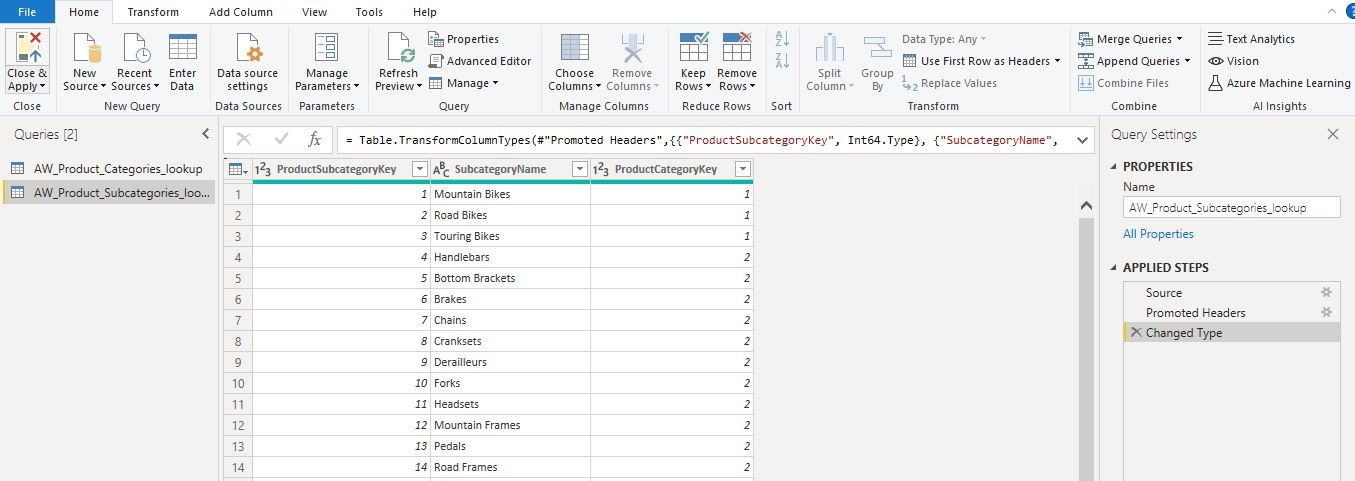 File Home Transform Add Column View Tools Help
Close & Apply
New Source
Recent Sources
Enter Data
Data source settings
Manage Parameters
Refresh Preview
Properties
Advanced Editor
Manage
Choose Columns
Remove Columns
Keep Rows
Remove Rows
Split Column
Group By
Data Type: Any
Use First Row as Headers
Replace Values
Merge Queries
Append Queries
Combine Files
Text Analytics
Vision
Azure Machine Learning
Close New Query Data Sources Parameters Query Manage Columns Reduce Rows Sort Transform Combine AI Insights
Queries [2]
AW_Product_Categories_lookup
AW_Product_Subcategories_loo...
fx = Table.TransformColumnTypes(#"Promoted Headers",{{"ProductSubcategoryKey", Int64.Type}, {"SubcategoryName",
123 ProductSubcategoryKey ABC SubcategoryName 123 ProductCategoryKey
1 1 Mountain Bikes 1
2 2 Road Bikes 1
3 3 Touring Bikes 1
4 4 Handlebars 2
5 5 Bottom Brackets 2
6 6 Brakes 2
7 7 Chains 2
8 8 Cranksets 2
9 9 Derailleurs 2
10 10 Forks 2
11 11 Headsets 2
12 12 Mountain Frames 2
13 13 Pedals 2
14 14 Road Frames 2
Query Settings
PROPERTIES
Name
AW_Product_Subcategories_lookup
All Properties
APPLIED STEPS
Source
Promoted Headers
Changed Type